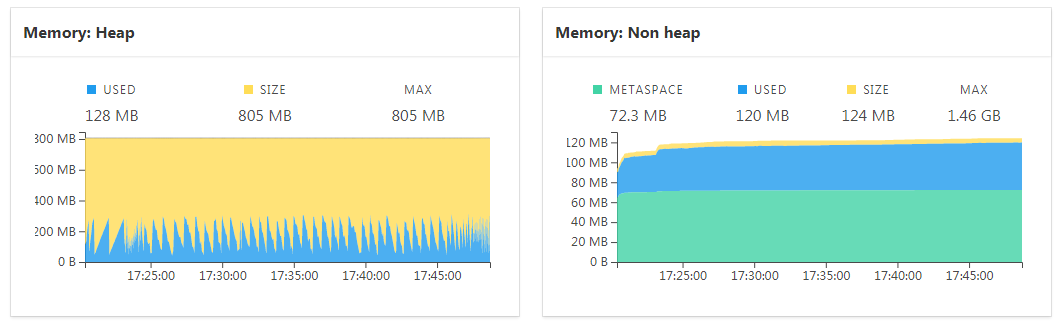 Memory: Heap
USED SIZE MAX
128 MB 805 MB 805 MB
800 MB
600 MB
400 MB
200 MB
0 B
17:25:00 17:30:00 17:35:00 17:40:00 17:45:00
Memory: Non heap
METASPACE USED SIZE MAX
72.3 MB 120 MB 124 MB 1.46 GB
120 MB
100 MB
80 MB
60 MB
40 MB
20 MB
0 B
17:25:00 17:30:00 17:35:00 17:40:00 17:45:00